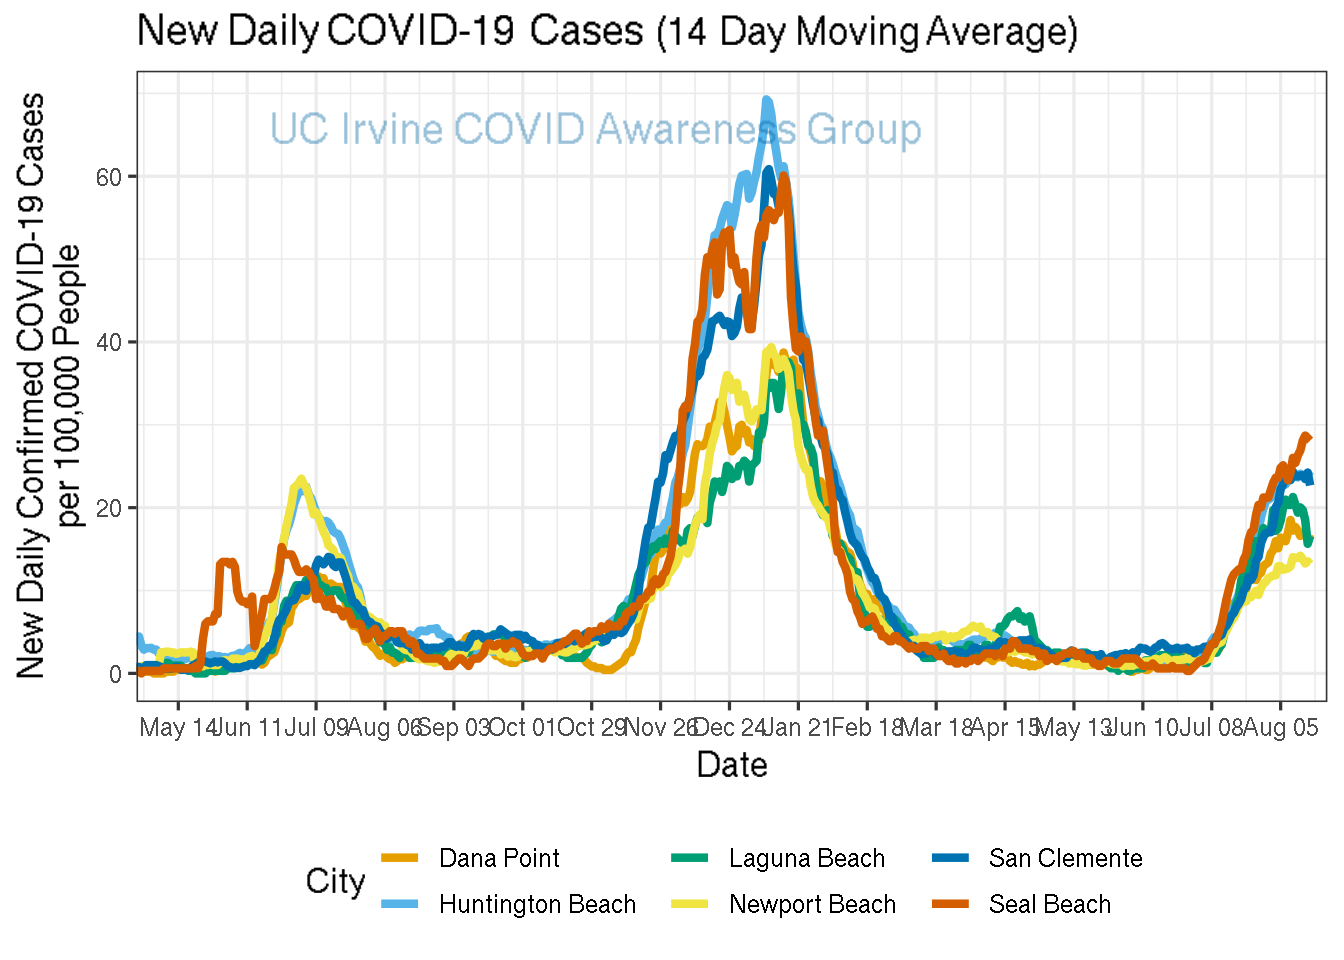 New Daily COVID-19 Cases (14 Day Moving Average)
UC Irvine COVID Awareness Group
New Daily Confirmed COVID-19 Cases
per 100,000 People
60
40
20
0
May 14 Jun 11 Jul 09 Aug 06 Sep 03 Oct 01 Oct 29 Nov 26 Dec 24 Jan 21 Feb 18 Mar 18 Apr 15 May 13 Jun 10 Jul 08 Aug 05
Date
City
Dana Point Laguna Beach San Clemente
Huntington Beach Newport Beach Seal Beach